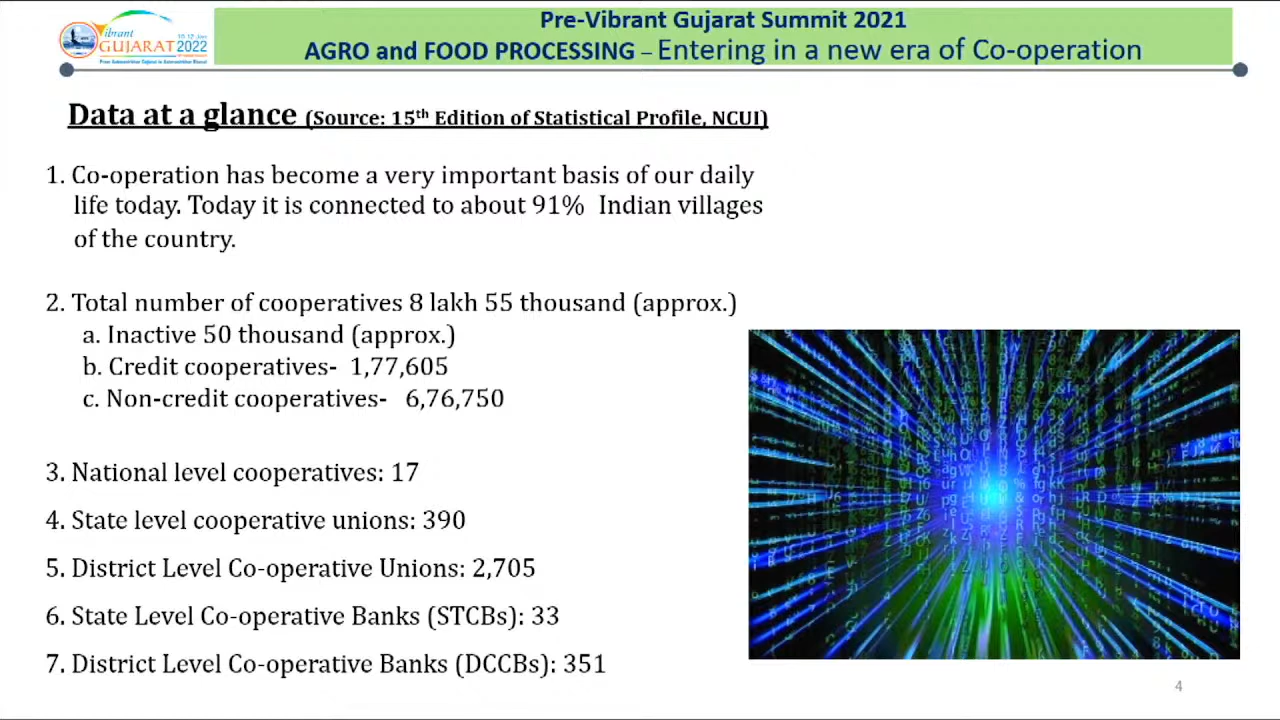 Vibrant
GUJARAT 2022
10-12 Jan
Pre-Vibrant Gujarat Summit 2021
AGRO and FOOD PROCESSING – Entering in a new era of Co-operation
Data at a glance (Source: 15th Edition of Statistical Profile, NCUI)
1. Co-operation has become a very important basis of our daily
life today. Today it is connected to about 91% Indian villages
of the country.
2. Total number of cooperatives 8 lakh 55 thousand (approx.)
a. Inactive 50 thousand (approx.)
b. Credit cooperatives- 1,77,605
c. Non-credit cooperatives- 6,76,750
3. National level cooperatives: 17
4. State level cooperative unions: 390
5. District Level Co-operative Unions: 2,705
6. State Level Co-operative Banks (STCBs): 33
7. District Level Co-operative Banks (DCCBs): 351
4